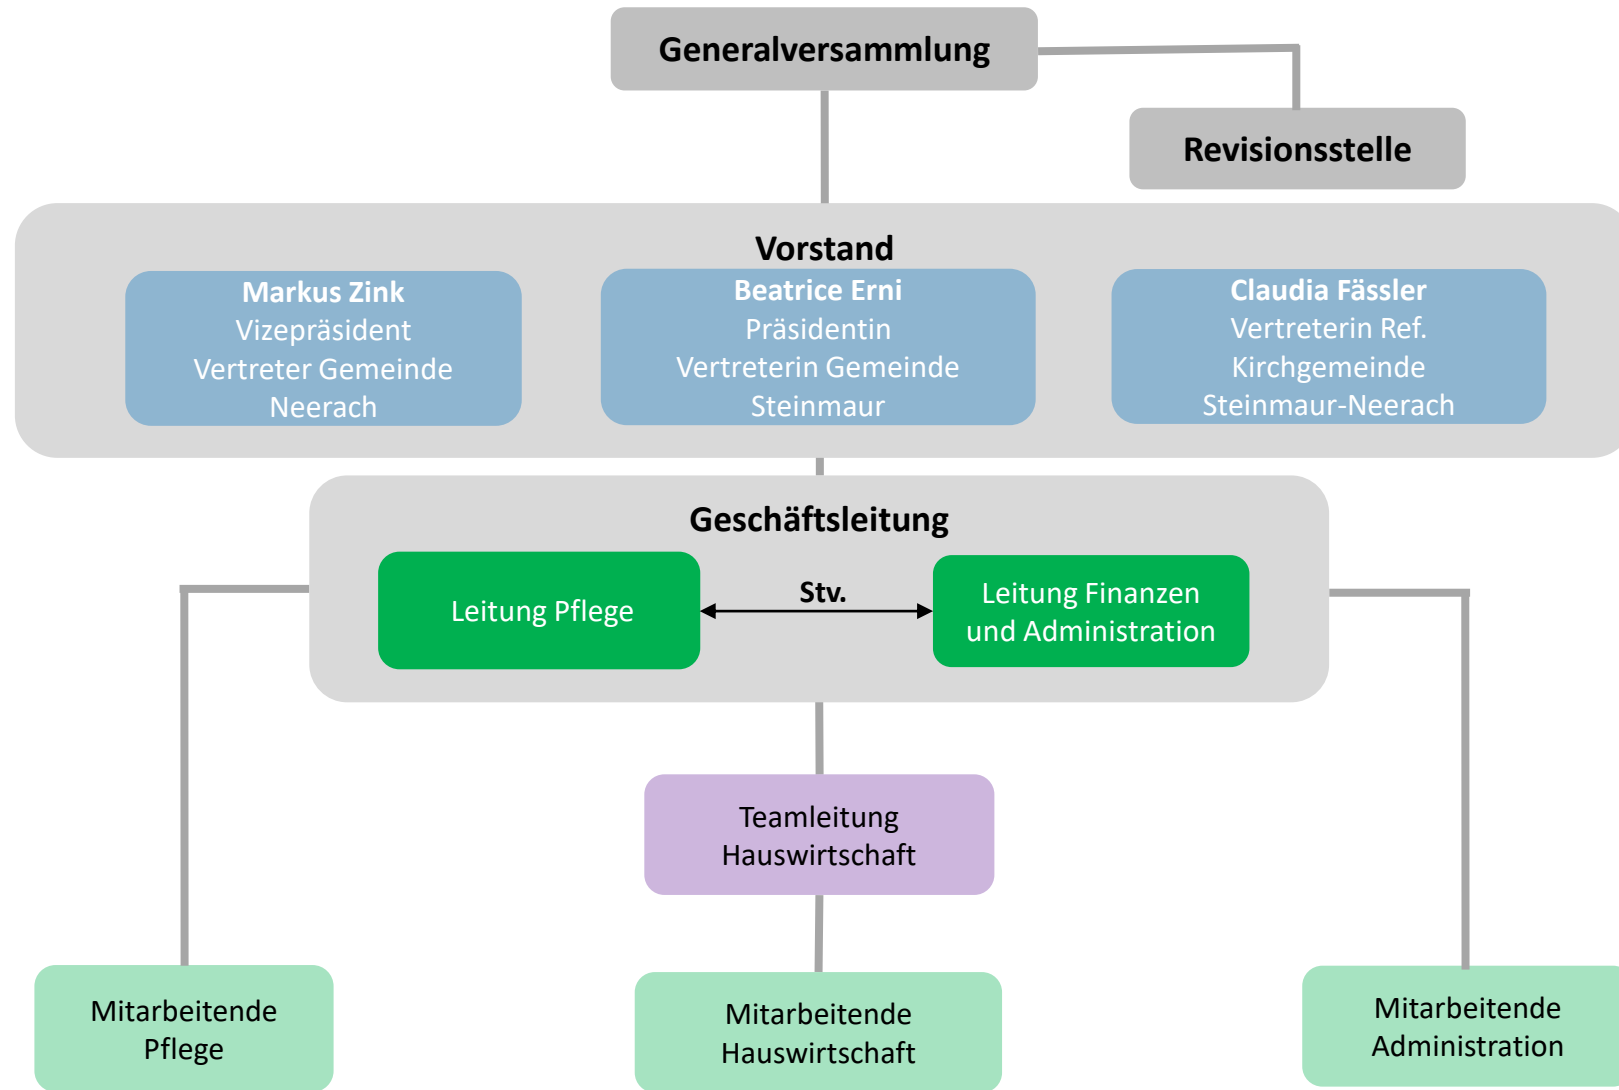 Generalversammlung
Revisionsstelle
Vorstand
Markus Zink
Vizepräsident
Vertreter Gemeinde
Neerach
Beatrice Erni
Präsidentin
Vertreterin Gemeinde
Steinmaur
Claudia Fässler
Vertreterin Ref.
Kirchgemeinde
Steinmaur-Neerach
Geschäftsleitung
Leitung Pflege
Stv.
Leitung Finanzen
und Administration
Teamleitung
Hauswirtschaft
Mitarbeitende
Pflege
Mitarbeitende
Hauswirtschaft
Mitarbeitende
Administration